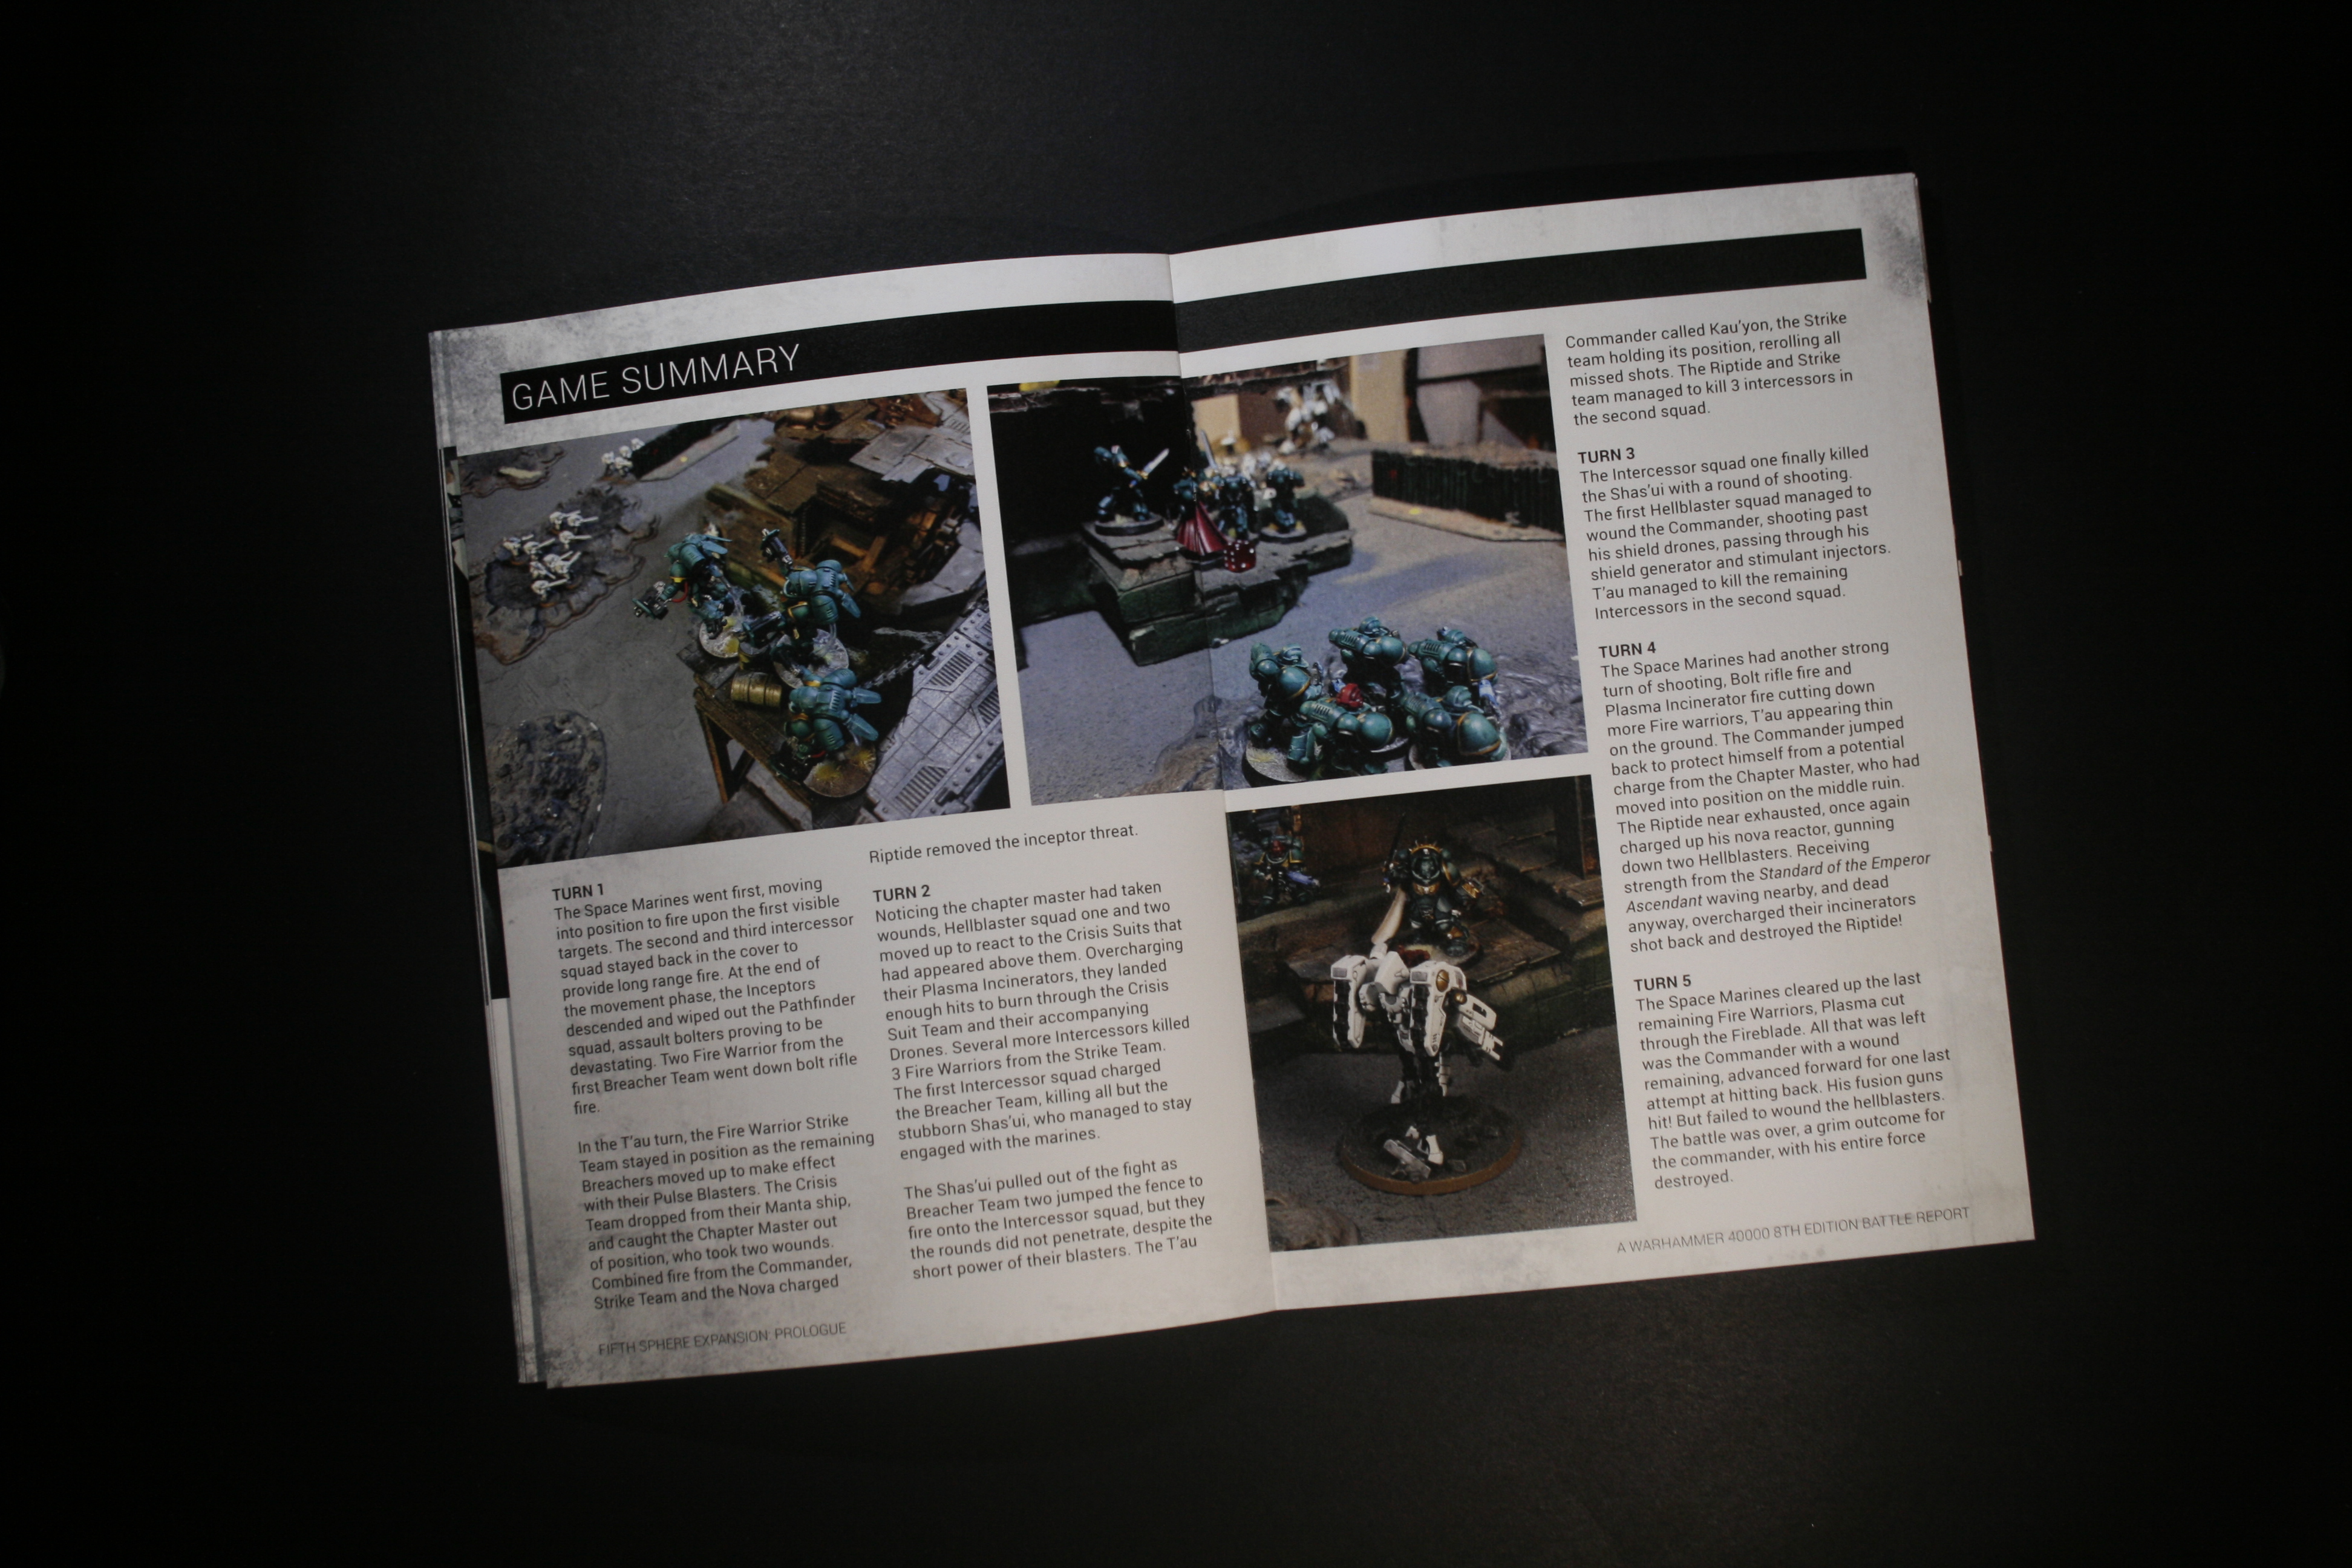 GAME SUMMARY
TURN 1
The Space Marines went first, moving
into position to fire upon the first visible
targets. The second and third intercessor
squad stayed back in the cover to
provide long range fire. At the end of
the movement phase, the Inceptors
descended and wiped out the Pathfinder
squad, assault bolters proving to be
devastating. Two Fire Warrior from the
first Breacher Team went down bolt rifle
fire.
In the T'au turn, the Fire Warrior Strike
Team stayed in position as the remaining
Breachers moved up to make effect
with their Pulse Blasters. The Crisis
Team dropped from their Manta ship,
and caught the Chapter Master out
of position, who took two wounds.
Combined fire from the Commander,
Strike Team and the Nova charged
Riptide removed the inceptor threat.
TURN 2
Noticing the chapter master had taken
wounds, Hellblaster squad one and two
moved up to react to the Crisis Suits that
had appeared above them. Overcharging
their Plasma Incinerators, they landed
enough hits to burn through the Crisis
Suit Team and their accompanying
Drones. Several more Intercessors killed
3 Fire Warriors from the Strike Team.
The first Intercessor squad charged
the Breacher Team, killing all but the
stubborn Shas'ui, who managed to stay
engaged with the marines.
The Shas'ui pulled out of the fight as
Breacher Team two jumped the fence to
fire onto the Intercessor squad, but they
the rounds did not penetrate, despite the
short power of their blasters. The T'au
Commander called Kau'yon, the Strike
team holding its position, rerolling all
missed shots. The Riptide and Strike
team managed to kill 3 intercessors in
the second squad.
TURN 3
The Intercessor squad one finally killed
the Shas'ui with a round of shooting.
The first Hellblaster squad managed to
wound the Commander, shooting past
his shield drones, passing through his
shield generator and stimulant injectors.
T'au managed to kill the remaining
Intercessors in the second squad.
TURN 4
The Space Marines had another strong
turn of shooting, Bolt rifle fire and
Plasma Incinerator fire cutting down
more Fire warriors, T'au appearing thin
on the ground. The Commander jumped
back to protect himself from a potential
charge from the Chapter Master, who had
moved into position on the middle ruin.
The Riptide near exhausted, once again
charged up his nova reactor, gunning
down two Hellblasters. Receiving
strength from the Standard of the Emperor
Ascendant waving nearby, and dead
anyway, overcharged their incinerators
shot back and destroyed the Riptide!
TURN 5
The Space Marines cleared up the last
remaining Fire Warriors, Plasma cut
through the Fireblade. All that was left
was the Commander with a wound
remaining, advanced forward for one last
attempt at hitting back. His fusion guns
hit! But failed to wound the hellblasters.
The battle was over, a grim outcome for
the commander, with his entire force
destroyed.
FIFTH SPHERE EXPANSION: PROLOGUE
A WARHAMMER 40000 8TH EDITION BATTLE REPORT